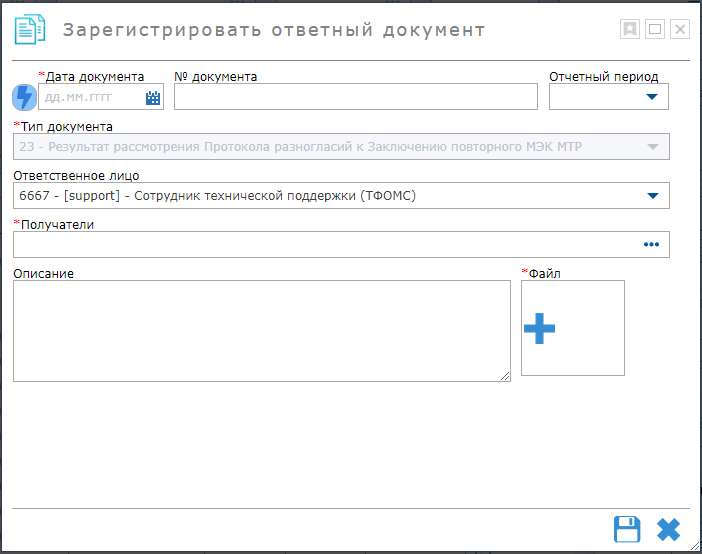 Зарегистрировать ответный документ
*Дата документа
№ документа
Отчетный период
дд.мм.гггг
*Тип документа
23 - Результат рассмотрения Протокола разногласий к Заключению повторного МЭК МТР
Ответственное лицо
6667 - [support] - Сотрудник технической поддержки (ТФОМС)
*Получатели
Описание
*Файл